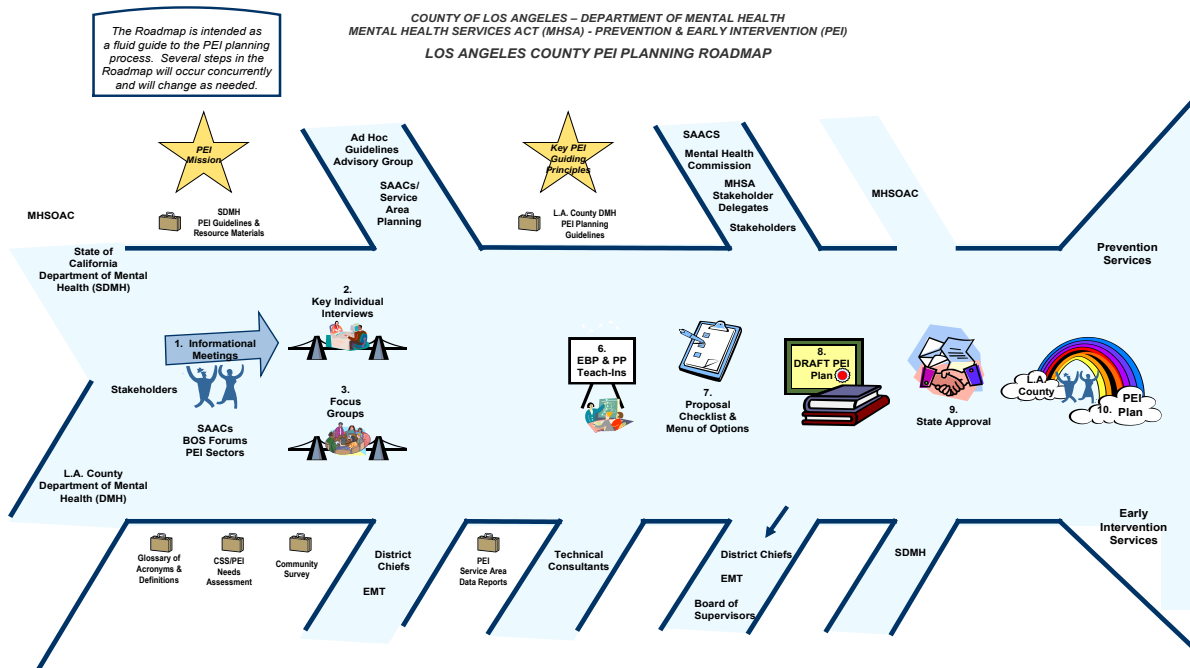 The Roadmap is intended as
a fluid guide to the PEI planning
process. Several steps in the
Roadmap will occur concurrently
and will change as needed.
COUNTY OF LOS ANGELES – DEPARTMENT OF MENTAL HEALTH
MENTAL HEALTH SERVICES ACT (MHSA) - PREVENTION & EARLY INTERVENTION (PEI)
LOS ANGELES COUNTY PEI PLANNING ROADMAP
PEI
Mission
SDMH
PEI Guidelines &
Resource Materials
Ad Hoc
Guidelines
Advisory Group
SAACs/
Service
Area
Planning
Key PEI
Guiding
Principles
L.A. County DMH
PEI Planning
Guidelines
SAACS
Mental Health
Commission
MHSA
Stakeholder
Delegates
Stakeholders
MHSOAC
MHSOAC
State of
California
Department of Mental
Health (SDMH)
Prevention
Services
1. Informational
Meetings
Stakeholders
SAACs
BOS Forums
PEI Sectors
2.
Key Individual
Interviews
3.
Focus
Groups
6.
EBP & PP
Teach-Ins
7.
Proposal
Checklist &
Menu of Options
8.
DRAFT PEI
Plan
9.
State Approval
L.A.
County
10.
PEI
Plan
L.A. County
Department of Mental
Health (DMH)
Early
Intervention
Services
Glossary of
Acronyms &
Definitions
CSS/PEI
Needs
Assessment
Community
Survey
District
Chiefs
EMT
PEI
Service Area
Data Reports
Technical
Consultants
District Chiefs
EMT
Board of
Supervisors
SDMH